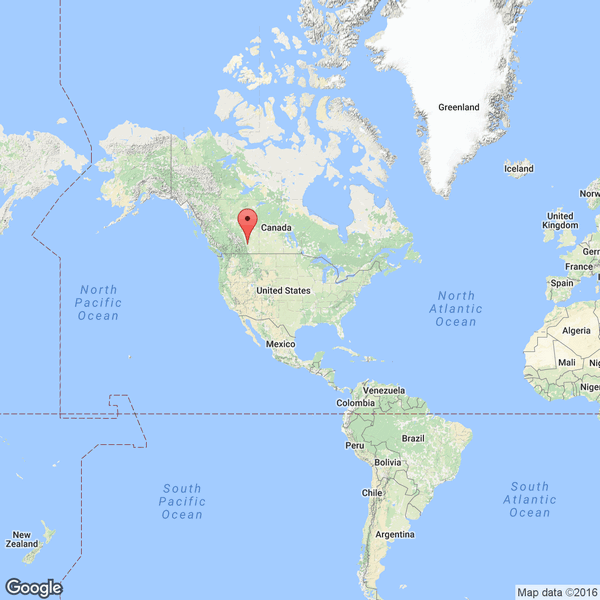 Greenland
Iceland
Norw
Canada
United
Kingdom
Germ
France
Spain
North
Pacific
Ocean
United States
North
Atlantic
Ocean
Algeria
Mexico
Mali
Ni
Niger
Venezuela
Colombia
Peru
Brazil
Bolivia
South
Pacific
Ocean
Chile
South
Atlantic
Ocean
Argentina
New
Zealand
Google
Map data ©2016